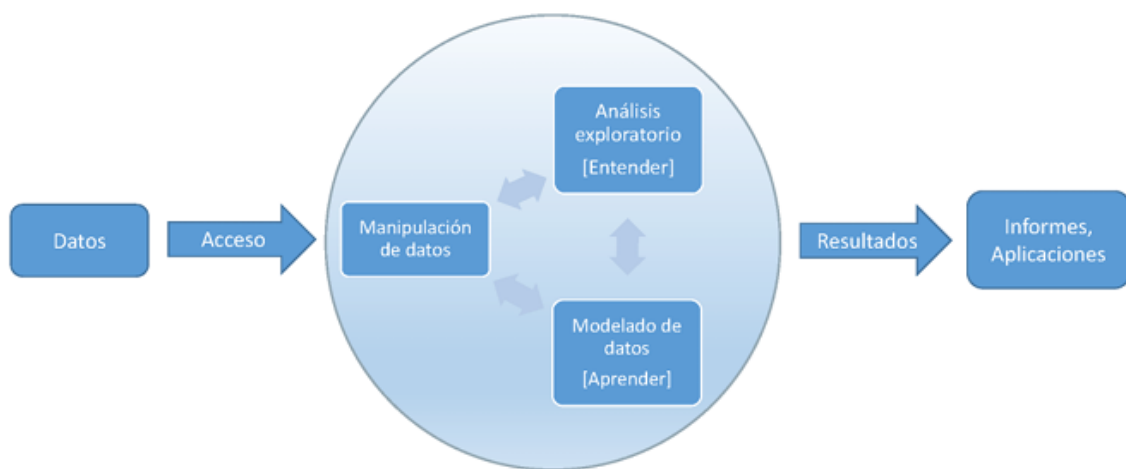 Datos
Acceso
Manipulación
de datos
Análisis
exploratorio
[Entender]
Modelado de
datos
[Aprender]
Resultados
Informes,
Aplicaciones